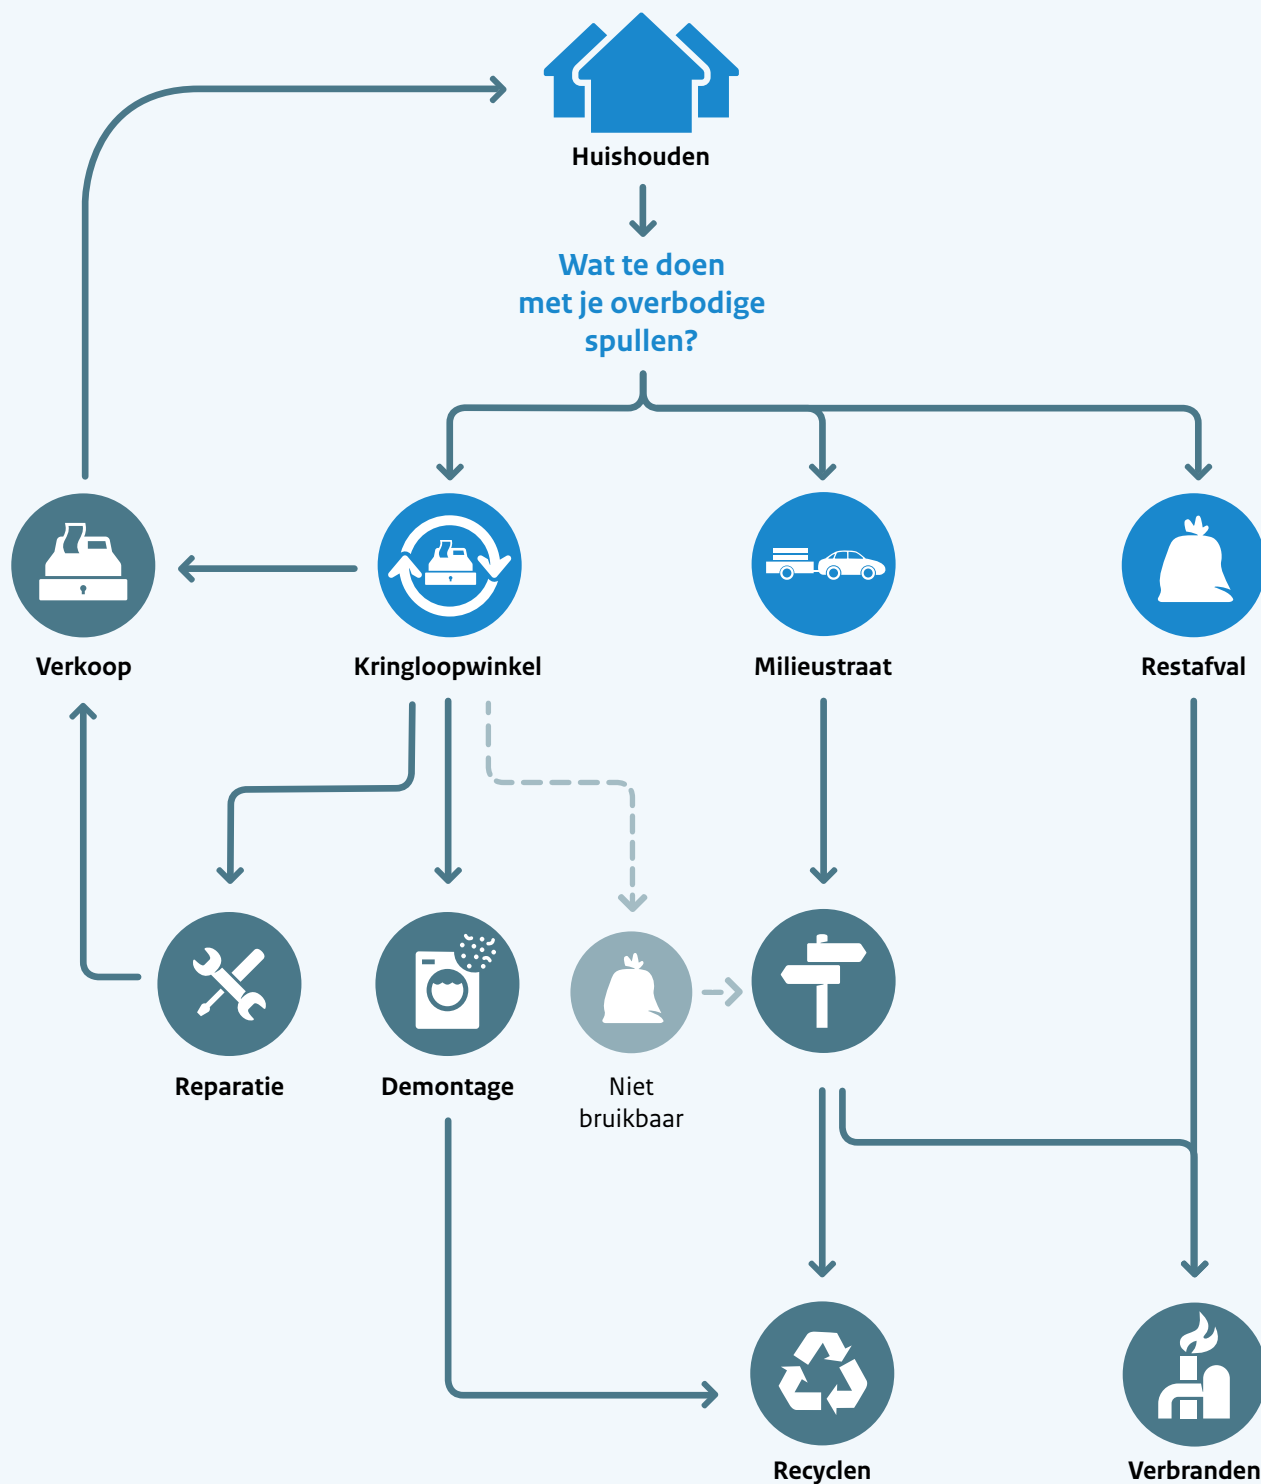 Huishouden
Wat te doen
met je overbodige
spullen?
Verkoop
Kringloopwinkel
Milieustraat
Restafval
Reparatie
Demontage
Niet
bruikbaar
Recyclen
Verbranden